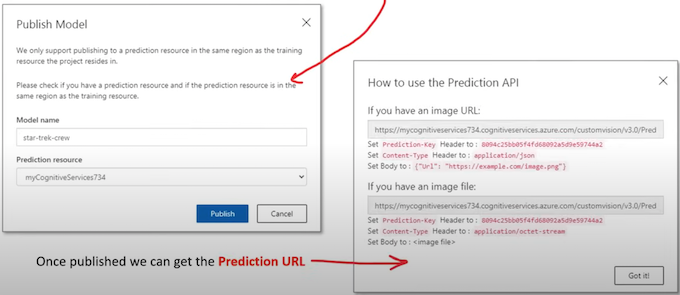 Publish Model
We only support publishing to a prediction resource in the same region as the training
resource the project resides in.
Please check if you have a prediction resource and if the prediction resource is in the
same region as the training resource.
Model name
star-trek-crew
Prediction resource
myCognitiveServices734
Publish
Cancel
How to use the Prediction API
If you have an image URL:
https://mycognitiveservices734.cognitiveservices.azure.com/customvision/v3.0/Pred
Set Prediction-Key Header to : 8094c25bb05f4fd68092a5d9e59744a2
Set Content-Type Header to : application/json
Set Body to : {"Url": "https://example.com/image.png"}
If you have an image file:
https://mycognitiveservices734.cognitiveservices.azure.com/customvision/v3.0/Pred
Set Prediction-Key Header to : 8094c25bb05f4fd68092a5d9e59744a2
Set Content-Type Header to : application/octet-stream
Set Body to : <image file>
Got it!
Once published we can get the Prediction URL